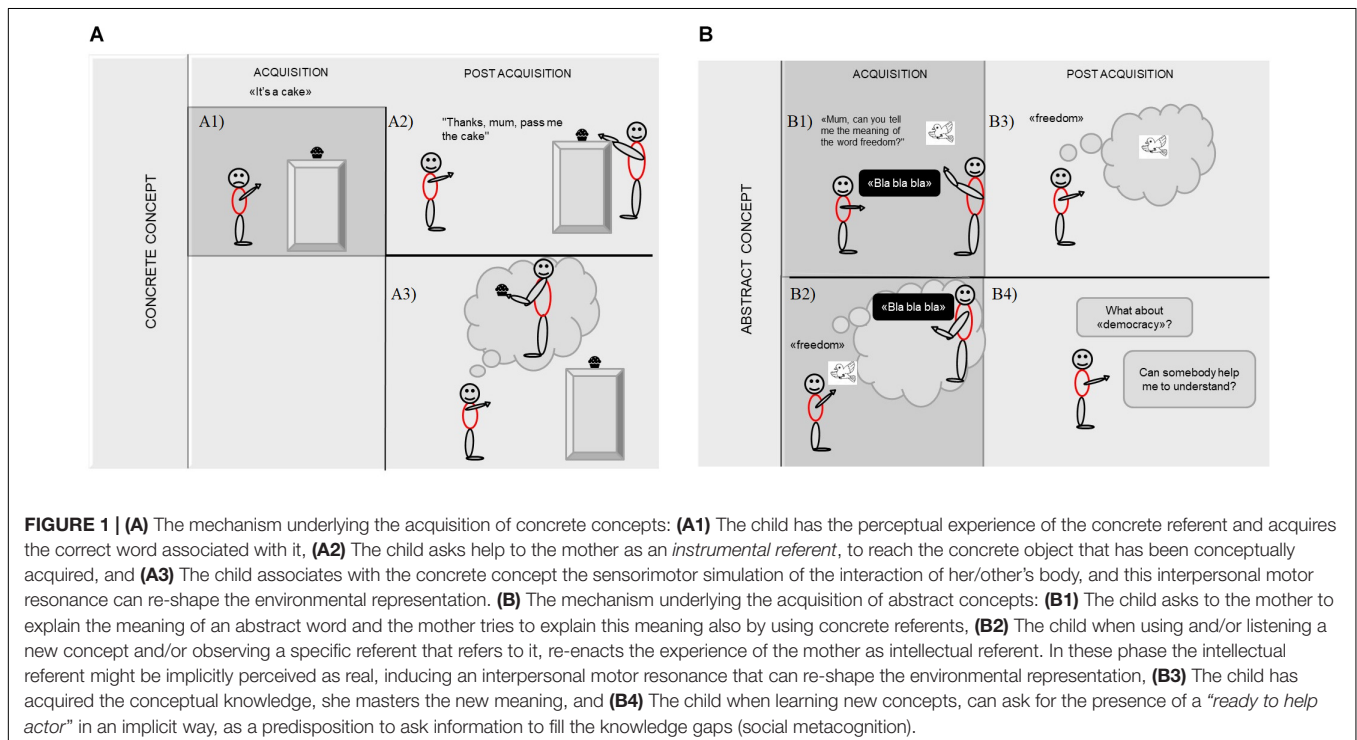 A
ACQUISITION
«It's a cake»
POST ACQUISITION
CONCRETE CONCEPT
A1)
A2)
"Thanks, mum, pass me
the cake"
A3)
B
ACQUISITION
POST ACQUISITION
ABSTRACT CONCEPT
B1)
«Mum, can you tell
me the meaning of
the word freedom?"
«Bla bla bla»
B3)
«freedom»
B2)
«Bla bla bla»
«freedom»
B4)
What about
«democracy»?
Can somebody help
me to understand?
FIGURE 1 | (A) The mechanism underlying the acquisition of concrete concepts: (A1) The child has the perceptual experience of the concrete referent and acquires
the correct word associated with it, (A2) The child asks help to the mother as an instrumental referent, to reach the concrete object that has been conceptually
acquired, and (A3) The child associates with the concrete concept the sensorimotor simulation of the interaction of her/other's body, and this interpersonal motor
resonance can re-shape the environmental representation. (B) The mechanism underlying the acquisition of abstract concepts: (B1) The child asks to the mother to
explain the meaning of an abstract word and the mother tries to explain this meaning also by using concrete referents, (B2) The child when using and/or listening a
new concept and/or observing a specific referent that refers to it, re-enacts the experience of the mother as intellectual referent. In these phase the intellectual
referent might be implicitly perceived as real, inducing an interpersonal motor resonance that can re-shape the environmental representation, (B3) The child has
acquired the conceptual knowledge, she masters the new meaning, and (B4) The child when learning new concepts, can ask for the presence of a "ready to help
actor" in an implicit way, as a predisposition to ask information to fill the knowledge gaps (social metacognition).